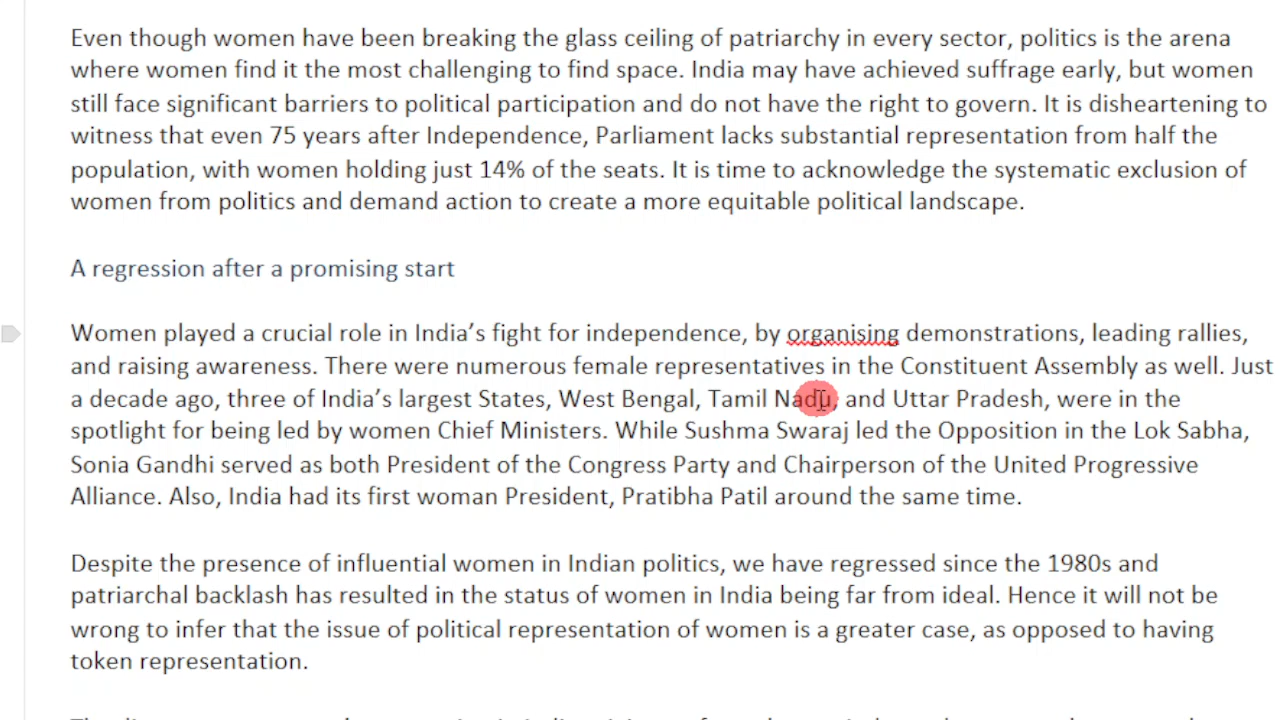 Even though women have been breaking the glass ceiling of patriarchy in every sector, politics is the arena
where women find it the most challenging to find space. India may have achieved suffrage early, but women
still face significant barriers to political participation and do not have the right to govern. It is disheartening to
witness that even 75 years after Independence, Parliament lacks substantial representation from half the
population, with women holding just 14% of the seats. It is time to acknowledge the systematic exclusion of
women from politics and demand action to create a more equitable political landscape.
A regression after a promising start
Women played a crucial role in India’s fight for independence, by organising demonstrations, leading rallies,
and raising awareness. There were numerous female representatives in the Constituent Assembly as well. Just
a decade ago, three of India’s largest States, West Bengal, Tamil Nadu, and Uttar Pradesh, were in the
spotlight for being led by women Chief Ministers. While Sushma Swaraj led the Opposition in the Lok Sabha,
Sonia Gandhi served as both President of the Congress Party and Chairperson of the United Progressive
Alliance. Also, India had its first woman President, Pratibha Patil around the same time.
Despite the presence of influential women in Indian politics, we have regressed since the 1980s and
patriarchal backlash has resulted in the status of women in India being far from ideal. Hence it will not be
wrong to infer that the issue of political representation of women is a greater case, as opposed to having
token representation.